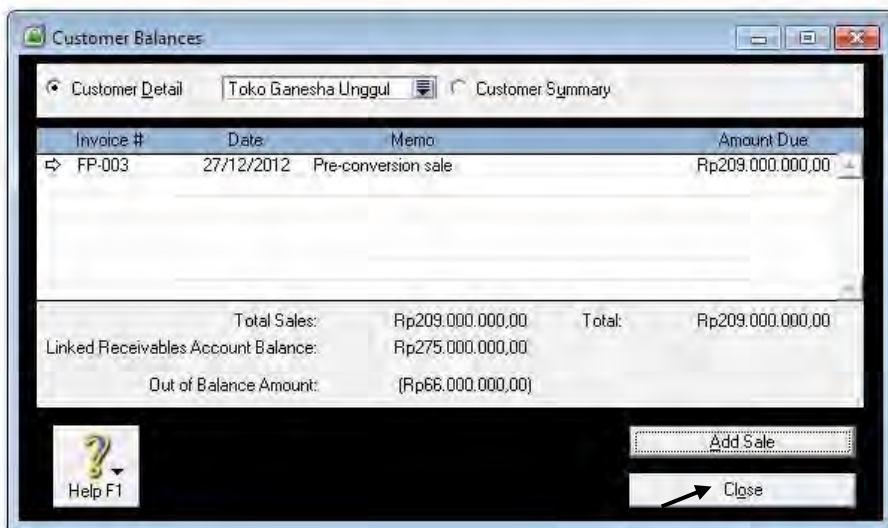 Customer Balances
Customer Detail Toko Ganesha Unggul Customer Summary
Invoice # Date Memo Amount Due
FP-003 27/12/2012 Pre-conversion sale Rp209.000.000,00
Total Sales: Rp209.000.000,00 Total: Rp209.000.000,00
Linked Receivables Account Balance: Rp275.000.000,00
Out of Balance Amount: (Rp66.000.000,00)
Add Sale
Help F1
Close